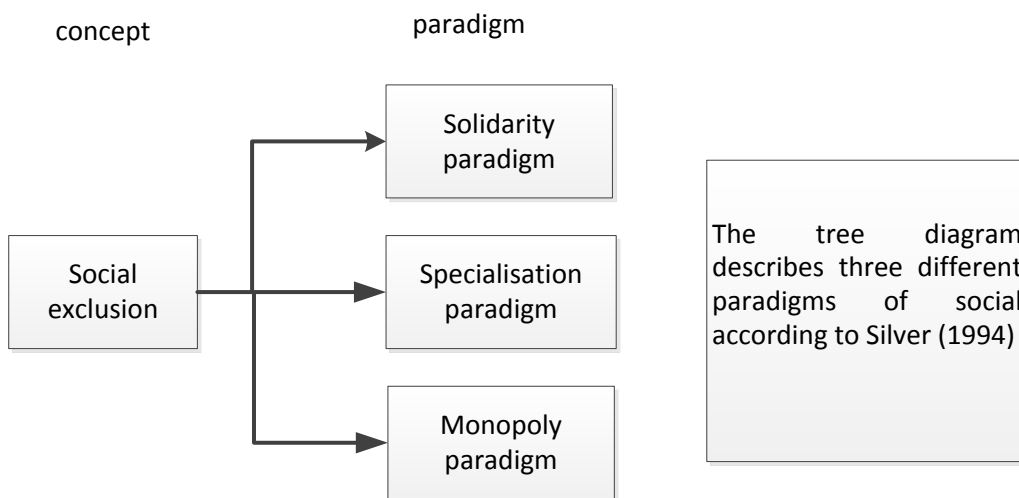 concept
paradigm
Solidarity
paradigm
Social
exclusion
Specialisation
paradigm
Monopoly
paradigm
The tree diagram
describes three different
paradigms of social
according to Silver (1994)